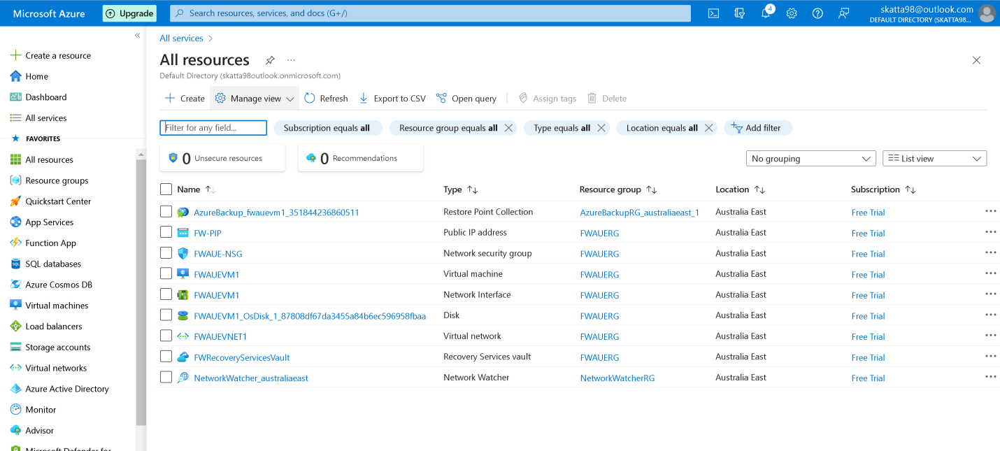 Microsoft Azure
Upgrade
Search resources, services, and docs (G+/)
4
skatta98@outlook.com
DEFAULT DIRECTORY (SKATTA98...
«
Create a resource
Home
Dashboard
All services
FAVORITES
All resources
Resource groups
Quickstart Center
App Services
Function App
SQL databases
Azure Cosmos DB
Virtual machines
Load balancers
Storage accounts
Virtual networks
Azure Active Directory
Monitor
Advisor
Microsoft Defender for
All services >
All resources ...
Default Directory (skatta98outlook.onmicrosoft.com)
Create Manage view Refresh Export to CSV Open query Assign tags Delete
Filter for any field... Subscription equals all Resource group equals all Type equals all Location equals all Add filter
0 Unsecure resources 0 Recommendations No grouping List view
Name ↑↓ Type ↑↓ Resource group ↑↓ Location ↑↓ Subscription ↑↓
AzureBackup_fwauevm1_351844236860511 Restore Point Collection AzureBackupRG_australiaeast_1 Australia East Free Trial ...
FW-PIP Public IP address FWAUERG Australia East Free Trial ...
FWAUE-NSG Network security group FWAUERG Australia East Free Trial ...
FWAUEVM1 Virtual machine FWAUERG Australia East Free Trial ...
FWAUEVM1 Network Interface FWAUERG Australia East Free Trial ...
FWAUEVM1_OsDisk_1_87808df67da3455a84b6ec596958fbaa Disk FWAUERG Australia East Free Trial ...
FWAUEVNET1 Virtual network FWAUERG Australia East Free Trial ...
FWRecoveryServicesVault Recovery Services vault FWAUERG Australia East Free Trial ...
NetworkWatcher_australiaeast Network Watcher NetworkWatcherRG Australia East Free Trial ...